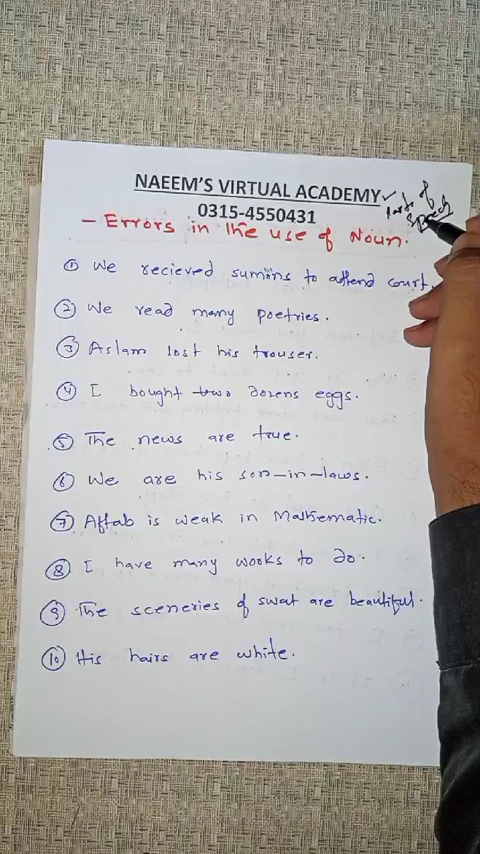 NAEEM'S VIRTUAL ACADEMY
Parts of
Speech
0315-4550431
- Errors in the use of Noun.
① We recieved sumons to attend court.
② We read many poetries.
③ Aslam lost his trouser.
④ I bought two dozens eggs.
⑤ The news are true.
⑥ We are his son-in-laws.
⑦ Aftab is weak in Mathematic.
⑧ I have many works to do.
⑨ The sceneries of swat are beautiful.
⑩ His hairs are white.